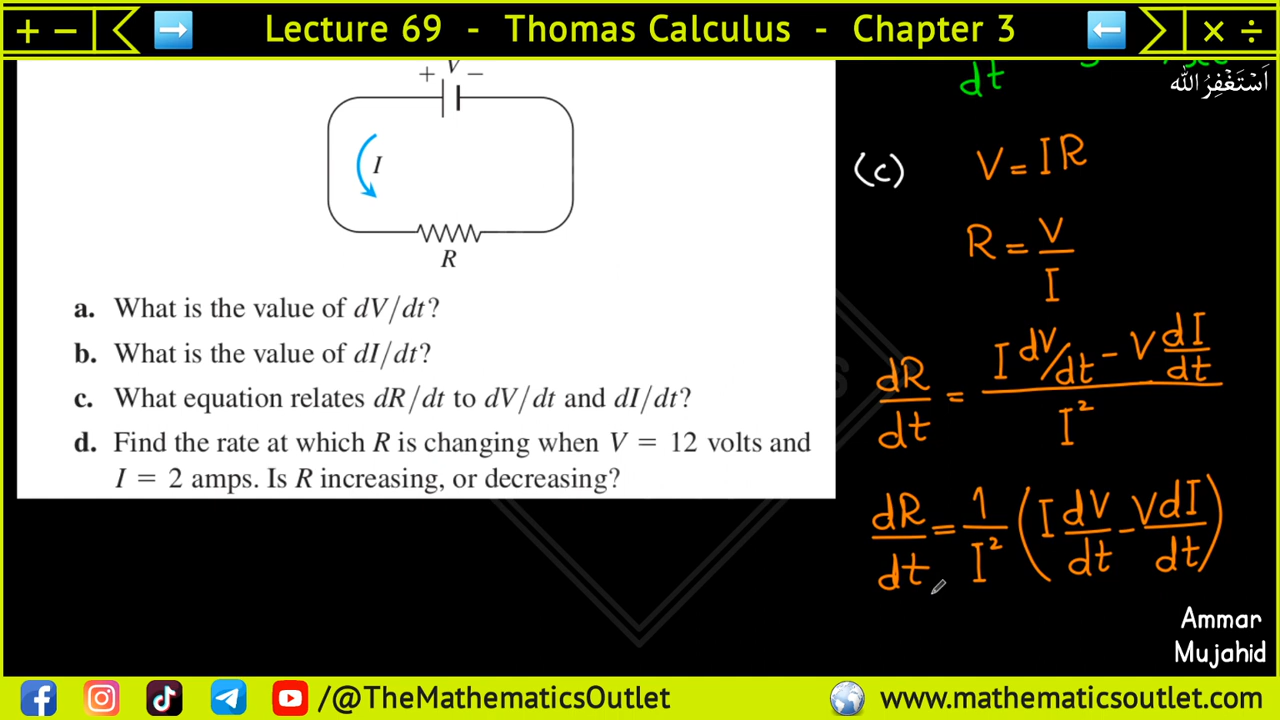 + − Lecture 69 - Thomas Calculus - Chapter 3 × ÷
اَسْتَغْفِرُ اللّٰه
dt
+ V −
I
R
a. What is the value of dV/dt?
b. What is the value of dI/dt?
c. What equation relates dR/dt to dV/dt and dI/dt?
d. Find the rate at which R is changing when V = 12 volts and
I = 2 amps. Is R increasing, or decreasing?
(c) V = IR
R = V/I
dR/dt = (I dV/dt − V dI/dt) / I²
dR/dt = 1/I² (I dV/dt − V dI/dt)
Ammar
Mujahid
/@TheMathematicsOutlet www.mathematicsoutlet.com